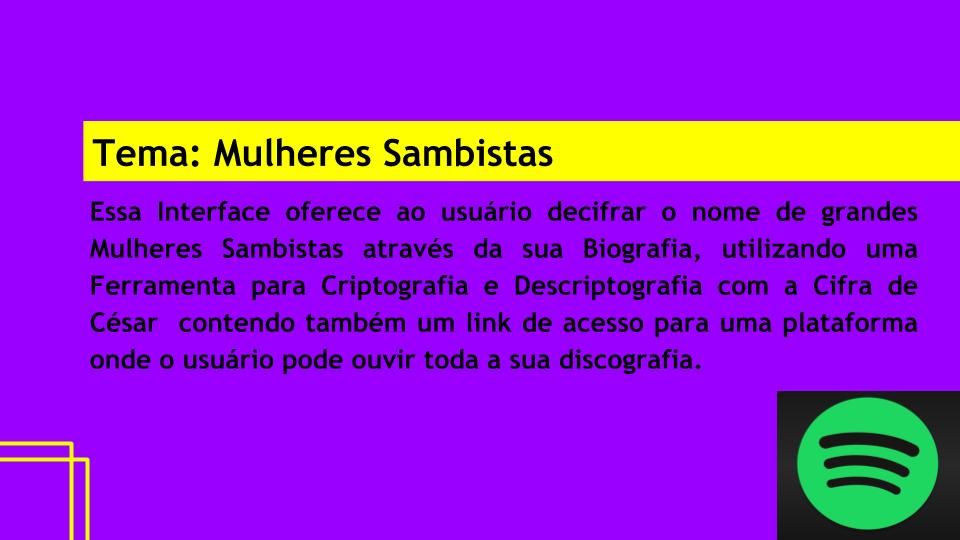 Tema: Mulheres Sambistas
Essa Interface oferece ao usuário decifrar o nome de grandes
Mulheres Sambistas através da sua Biografia, utilizando uma
Ferramenta para Criptografia e Descriptografia com a Cifra de
César contendo também um link de acesso para uma plataforma
onde o usuário pode ouvir toda a sua discografia.